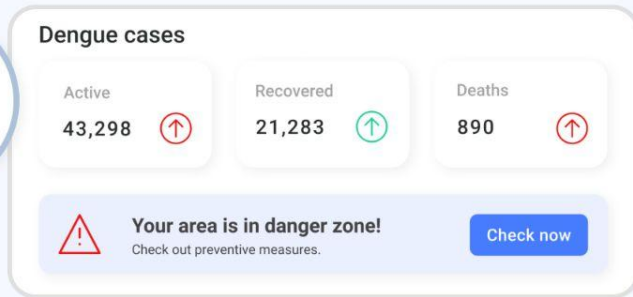 Dengue cases
Active
43,298
Recovered
21,283
Deaths
890
Your area is in danger zone!
Check out preventive measures.
Check now